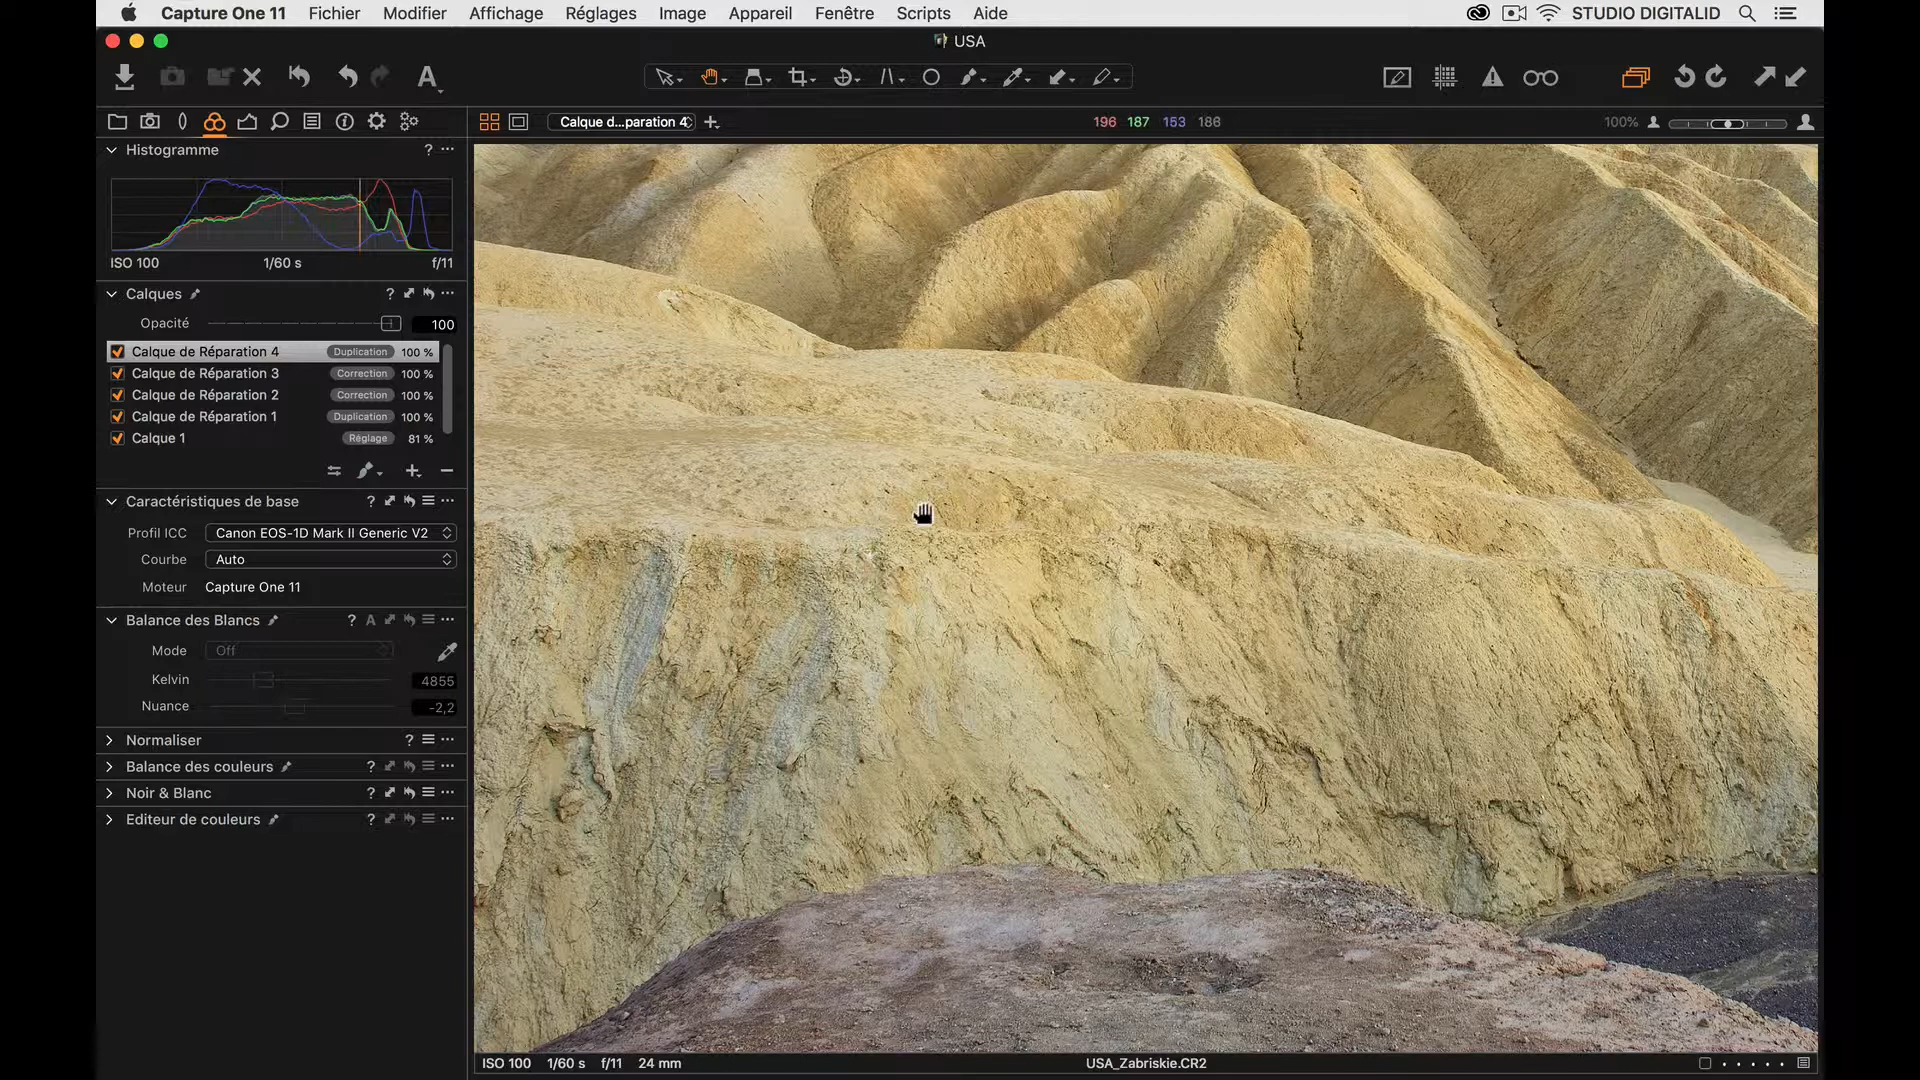 Capture One 11 Fichier Modifier Affichage Réglages Image Appareil Fenêtre Scripts Aide STUDIO DIGITALID
USA
A
Calque d...paration 4 196 187 153 186 100%
Histogramme ? ...
ISO 100 1/60 s f/11
Calques ? ...
Opacité 100
Calque de Réparation 4 Duplication 100 %
Calque de Réparation 3 Correction 100 %
Calque de Réparation 2 Correction 100 %
Calque de Réparation 1 Duplication 100 %
Calque 1 Réglage 81 %
Caractéristiques de base ? ...
Profil ICC Canon EOS-1D Mark II Generic V2
Courbe Auto
Moteur Capture One 11
Balance des Blancs ? A ...
Mode Off
Kelvin 4855
Nuance -2,2
Normaliser ? ...
Balance des couleurs ? ...
Noir & Blanc ? ...
Editeur de couleurs ? ...
ISO 100 1/60 s f/11 24 mm USA_Zabriskie.CR2